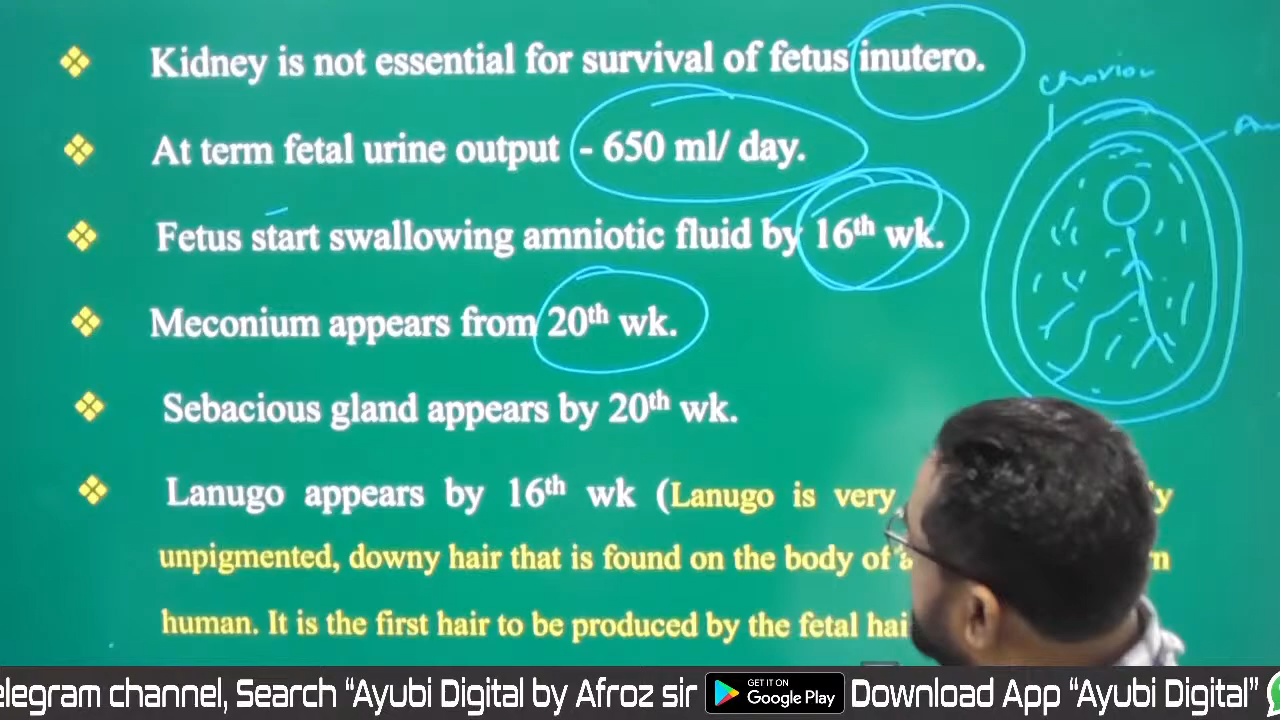 Kidney is not essential for survival of fetus inutero.
Chorion
At term fetal urine output - 650 ml/ day.
Fetus start swallowing amniotic fluid by 16th wk.
Meconium appears from 20th wk.
Sebacious gland appears by 20th wk.
Lanugo appears by 16th wk (Lanugo is very
unpigmented, downy hair that is found on the body of a
human. It is the first hair to be produced by the fetal hai
elegram channel, Search “Ayubi Digital by Afroz sir GET IT ON Google Play Download App “Ayubi Digital”